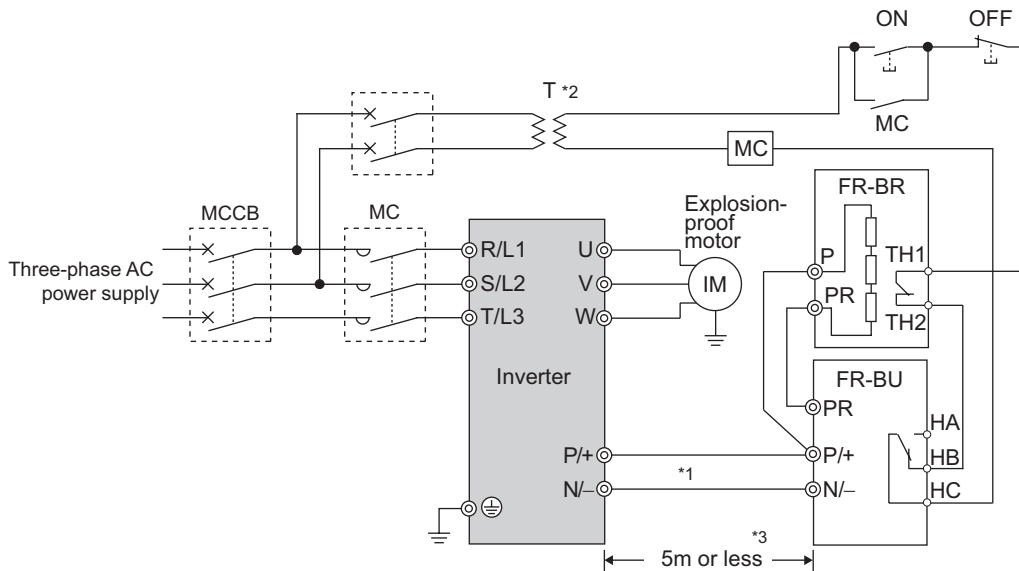 ON
OFF
T *2
MC
MC
FR-BR
MCCB
MC
Explosion-
proof
motor
R/L1
U
P
TH1
Three-phase AC
power supply
S/L2
V
IM
PR
T/L3
W
TH2
Inverter
FR-BU
PR
HA
P/+
P/+
HB
*1
N/–
N/–
HC
*3
5m or less